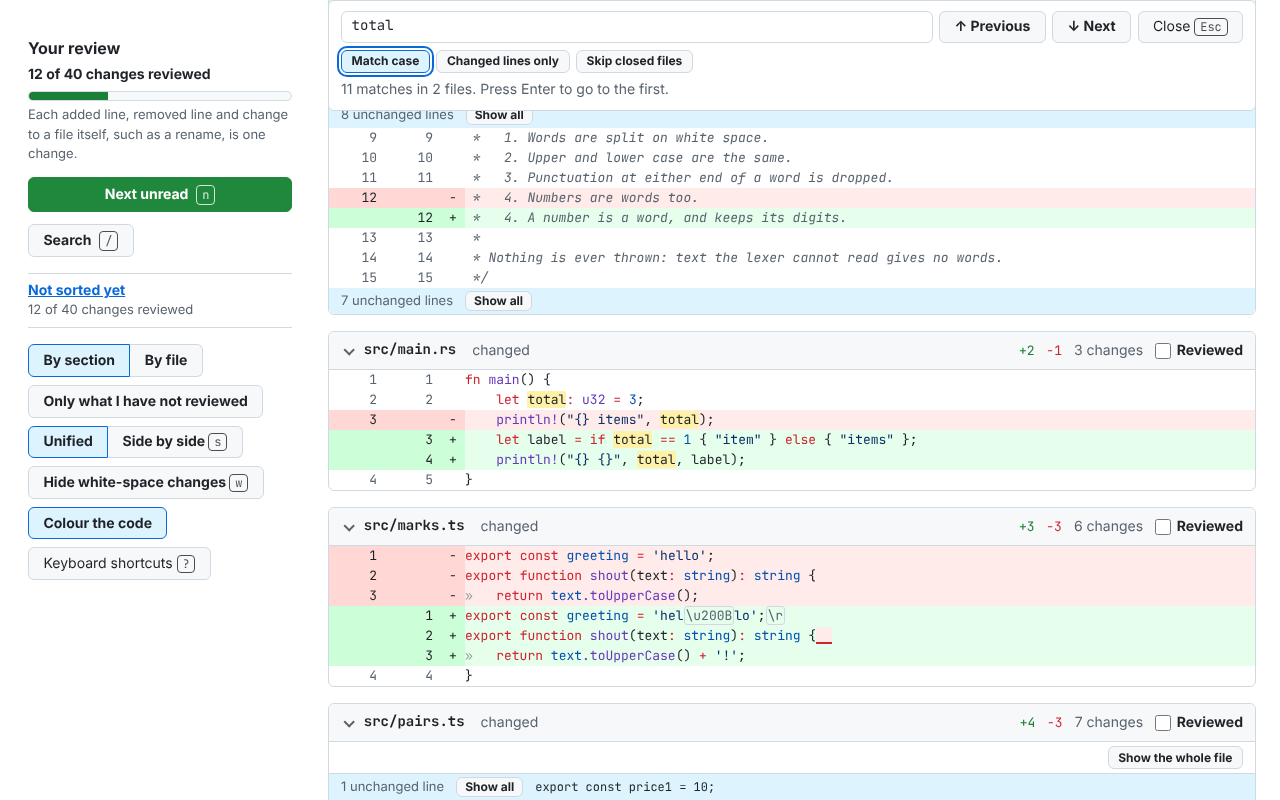 Your review
12 of 40 changes reviewed
Each added line, removed line and change
to a file itself, such as a rename, is one
change.
Next unread n
Search /
Not sorted yet
12 of 40 changes reviewed
By section By file
Only what I have not reviewed
Unified Side by side s
Hide white-space changes w
Colour the code
Keyboard shortcuts ?
total
↑ Previous ↓ Next Close Esc
Match case Changed lines only Skip closed files
11 matches in 2 files. Press Enter to go to the first.
8 unchanged lines Show all
9 9 * 1. Words are split on white space.
10 10 * 2. Upper and lower case are the same.
11 11 * 3. Punctuation at either end of a word is dropped.
12 - * 4. Numbers are words too.
12 + * 4. A number is a word, and keeps its digits.
13 13 *
14 14 * Nothing is ever thrown: text the lexer cannot read gives no words.
15 15 */
7 unchanged lines Show all
src/main.rs changed +2 -1 3 changes Reviewed
1 1 fn main() {
2 2 let total: u32 = 3;
3 - println!("{} items", total);
3 + let label = if total == 1 { "item" } else { "items" };
4 + println!("{} {}", total, label);
4 5 }
src/marks.ts changed +3 -3 6 changes Reviewed
1 - export const greeting = 'hello';
2 - export function shout(text: string): string {
3 - » return text.toUpperCase();
1 + export const greeting = 'hel\u200Blo';\r
2 + export function shout(text: string): string {
3 + » return text.toUpperCase() + '!';
4 4 }
src/pairs.ts changed +4 -3 7 changes Reviewed
Show the whole file
1 unchanged line Show all export const price1 = 10;